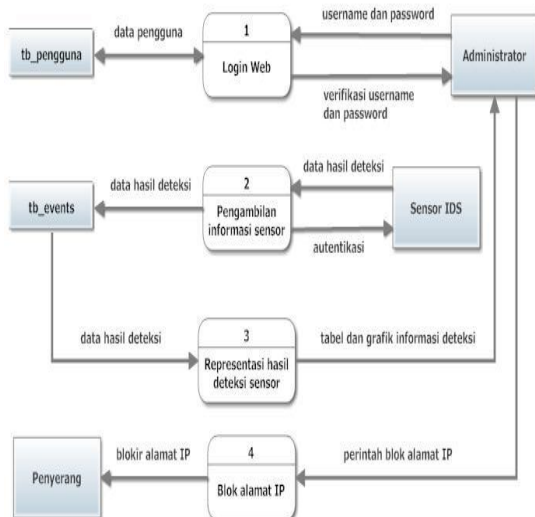 username dan password
data pengguna
1
tb_pengguna
Login Web
Administrator
verifikasi username
dan password
data hasil deteksi
data hasil deteksi
2
tb_events
Pengambilan
informasi sensor
Sensor IDS
autentikasi
data hasil deteksi
3
tabel dan grafik informasi deteksi
Representasi hasil
deteksi sensor
blokir alamat IP
4
perintah blok alamat IP
Penyerang
Blok alamat IP